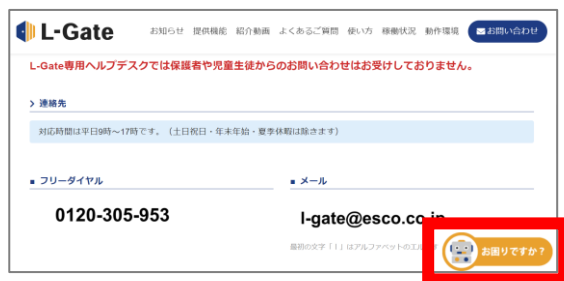 L-Gate
お知らせ 提供機能 紹介動画 よくあるご質問 使い方 稼働状況 動作環境 お問い合わせ
L-Gate専用ヘルプデスクでは保護者や児童生徒からのお問い合わせはお受けしておりません。
連絡先
対応時間は平日9時～17時です。（土日祝日・年末年始・夏季休暇は除きます）
フリーダイヤル
メール
0120-305-953
l-gate@esco.co.jp
最初の文字「l」はアルファベットのエル
お困りですか？